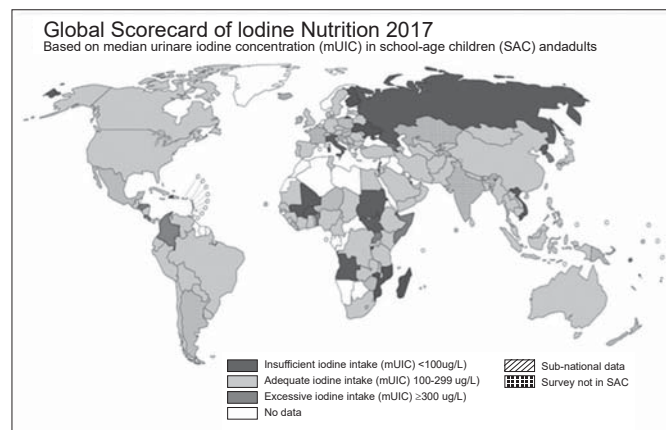 Global Scorecard of Iodine Nutrition 2017
Based on median urinare iodine concentration (mUIC) in school-age children (SAC) andadults
Insufficient iodine intake (mUIC) <100ug/L)
Adequate iodine intake (mUIC) 100-299 ug/L)
Excessive iodine intake (mUIC) ≥300 ug/L)
No data
Sub-national data
Survey not in SAC